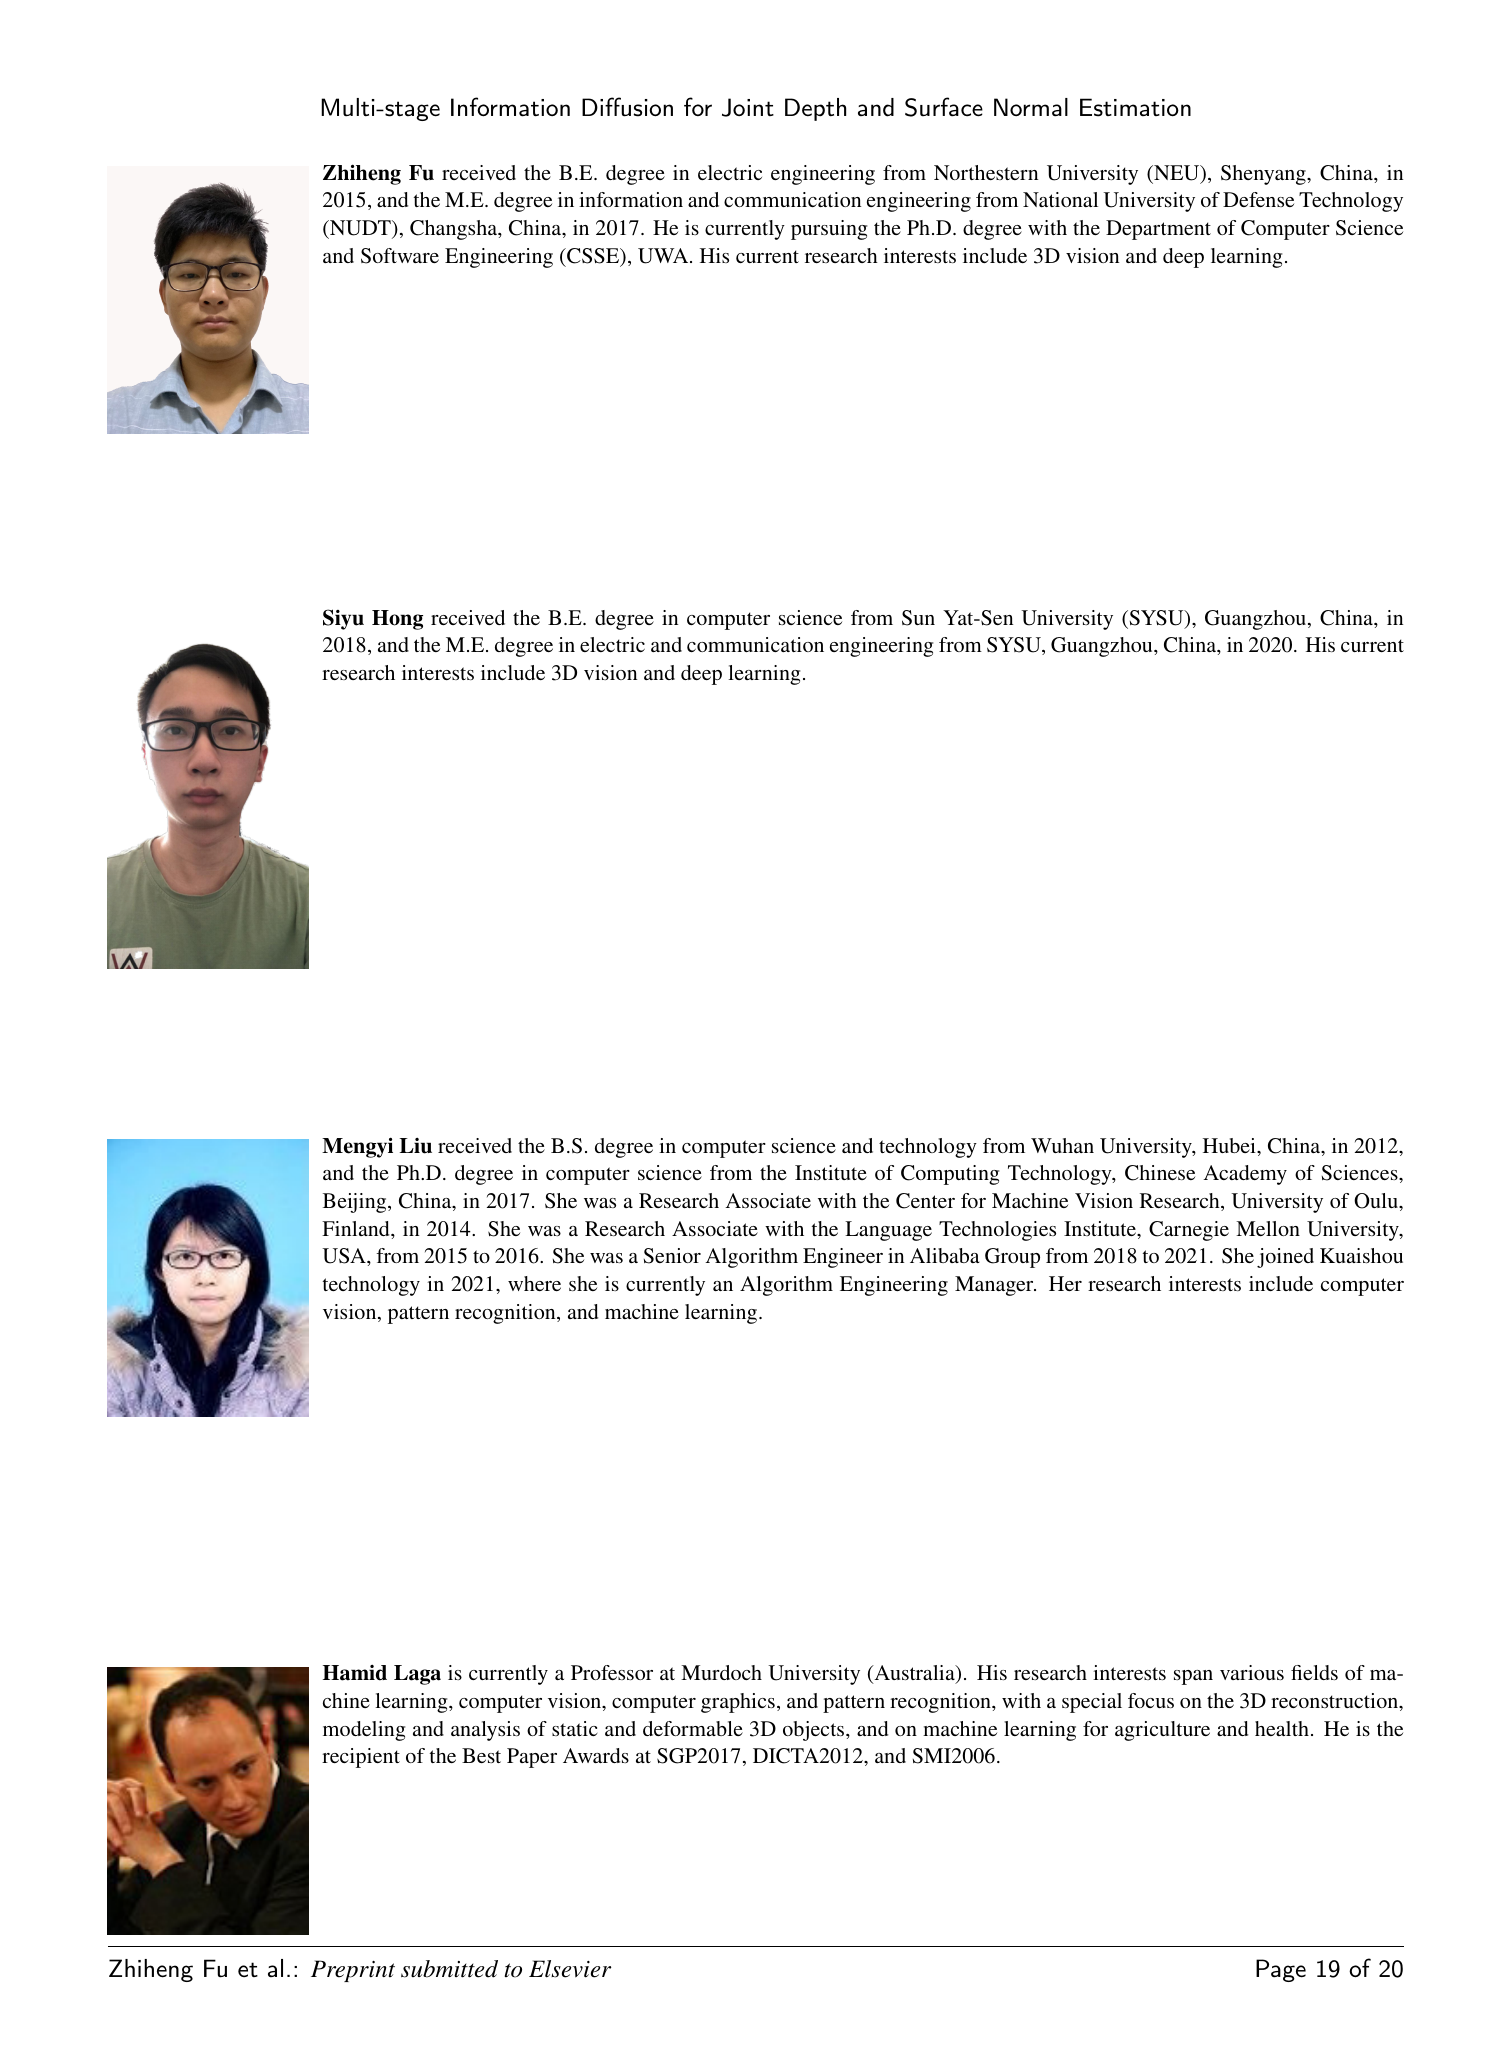 Multi-stage Information Diffusion for Joint Depth and Surface Normal Estimation
Zhiheng Fu received the B.E. degree in electric engineering from Northestern University (NEU), Shenyang, China, in
2015, and the M.E. degree in information and communication engineering from National University of Defense Technology
(NUDT), Changsha, China, in 2017. He is currently pursuing the Ph.D. degree with the Department of Computer Science
and Software Engineering (CSSE), UWA. His current research interests include 3D vision and deep learning.
Siyu Hong received the B.E. degree in computer science from Sun Yat-Sen University (SYSU), Guangzhou, China, in
2018, and the M.E. degree in electric and communication engineering from SYSU, Guangzhou, China, in 2020. His current
research interests include 3D vision and deep learning.
Mengyi Liu received the B.S. degree in computer science and technology from Wuhan University, Hubei, China, in 2012,
and the Ph.D. degree in computer science from the Institute of Computing Technology, Chinese Academy of Sciences,
Beijing, China, in 2017. She was a Research Associate with the Center for Machine Vision Research, University of Oulu,
Finland, in 2014. She was a Research Associate with the Language Technologies Institute, Carnegie Mellon University,
USA, from 2015 to 2016. She was a Senior Algorithm Engineer in Alibaba Group from 2018 to 2021. She joined Kuaishou
technology in 2021, where she is currently an Algorithm Engineering Manager. Her research interests include computer
vision, pattern recognition, and machine learning.
Hamid Laga is currently a Professor at Murdoch University (Australia). His research interests span various fields of ma-
chine learning, computer vision, computer graphics, and pattern recognition, with a special focus on the 3D reconstruction,
modeling and analysis of static and deformable 3D objects, and on machine learning for agriculture and health. He is the
recipient of the Best Paper Awards at SGP2017, DICTA2012, and SMI2006.
Zhiheng Fu et al.: Preprint submitted to Elsevier
Page 19 of 20